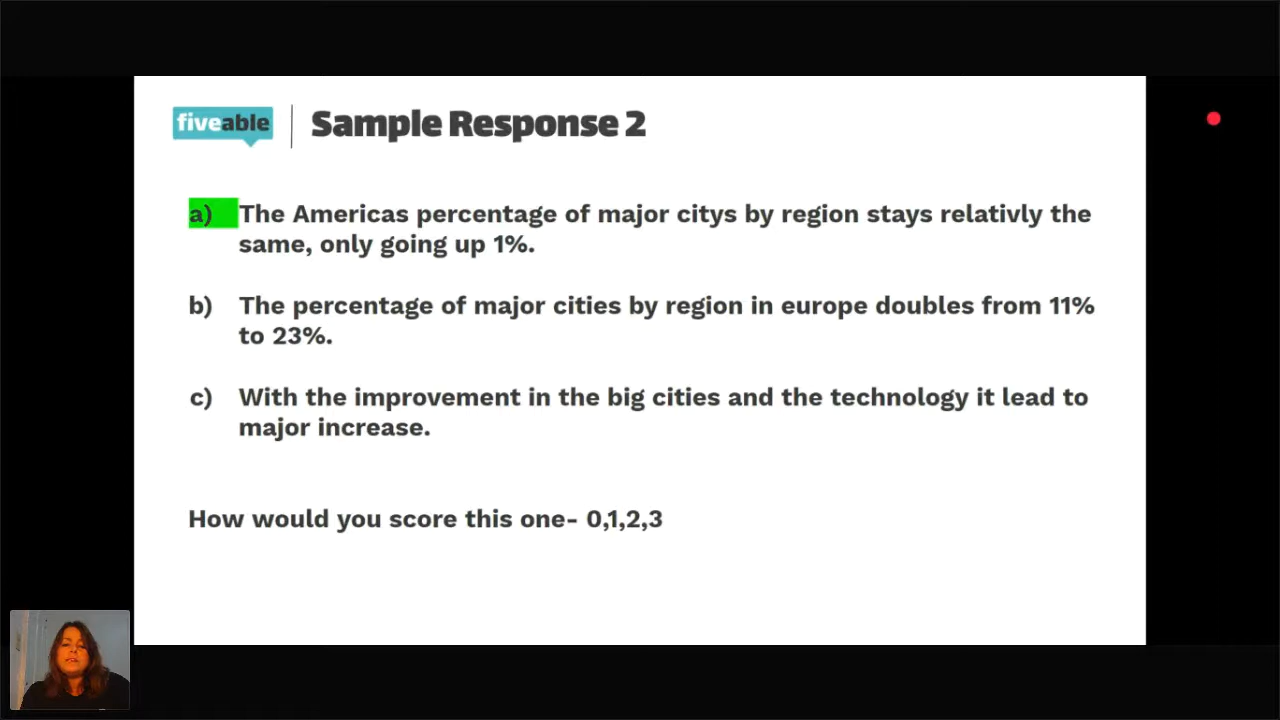 fiveable
Sample Response 2
a) The Americas percentage of major citys by region stays relativly the
same, only going up 1%.
b) The percentage of major cities by region in europe doubles from 11%
to 23%.
c) With the improvement in the big cities and the technology it lead to
major increase.
How would you score this one- 0,1,2,3